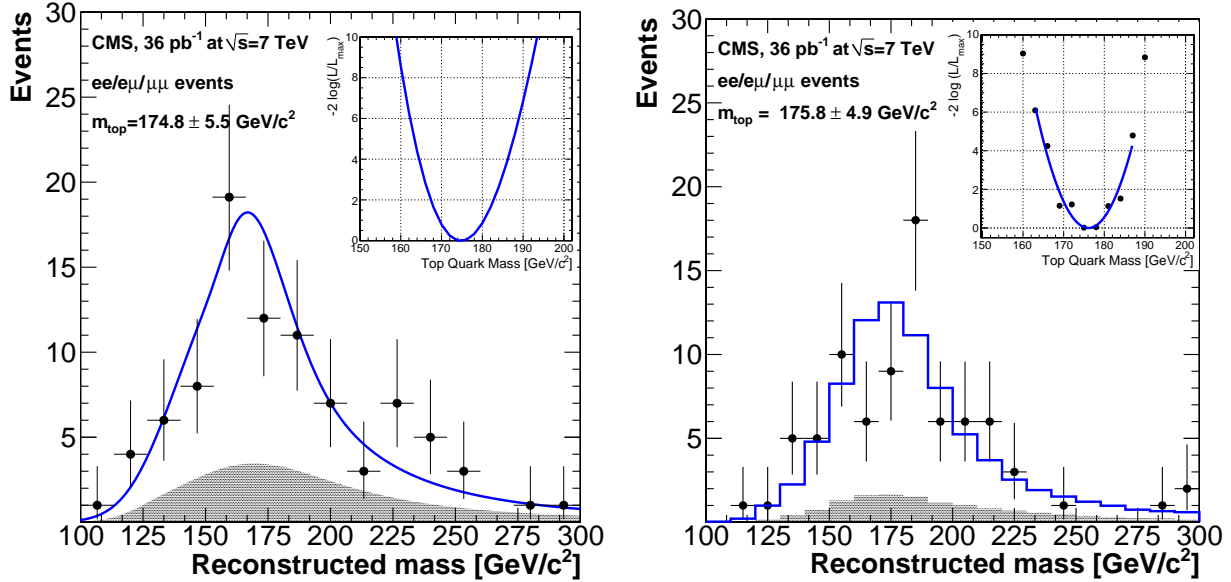 Events
30
25
20
15
10
5
CMS, 36 pb⁻¹ at √s=7 TeV
ee/eμ/μμ events
m_top=174.8 ± 5.5 GeV/c²
-2 log(L/L_max)
10
8
6
4
2
0
150 160 170 180 190 200
Top Quark Mass [GeV/c²]
100 125 150 175 200 225 250 275 300
Reconstructed mass [GeV/c²]
Events
30
25
20
15
10
5
CMS, 36 pb⁻¹ at √s=7 TeV
ee/eμ/μμ events
m_top = 175.8 ± 4.9 GeV/c²
-2 log(L/L_max)
10
8
6
4
2
0
150 160 170 180 190 200
Top Quark Mass [GeV/c²]
100 125 150 175 200 225 250 275 300
Reconstructed mass [GeV/c²]